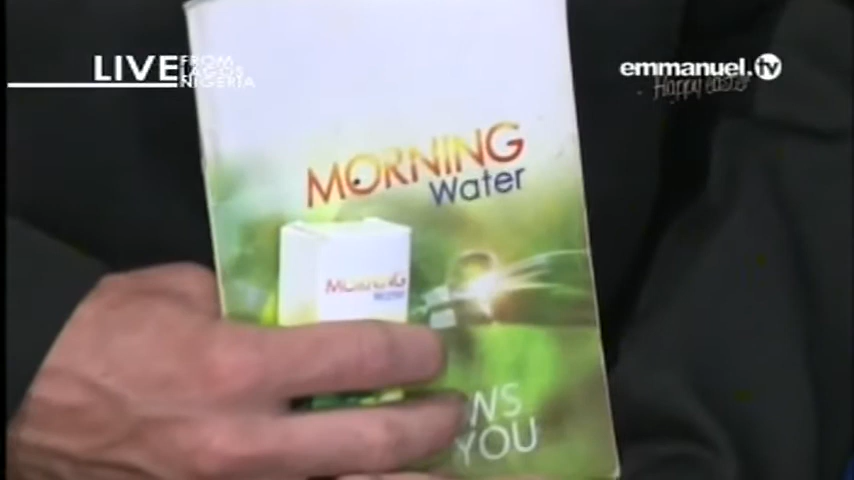 LIVE FROM
LAGOS
NIGERIA
emmanuel.tv
Happy easter
MORNING
Water
MORNING
Water
NS
YOU